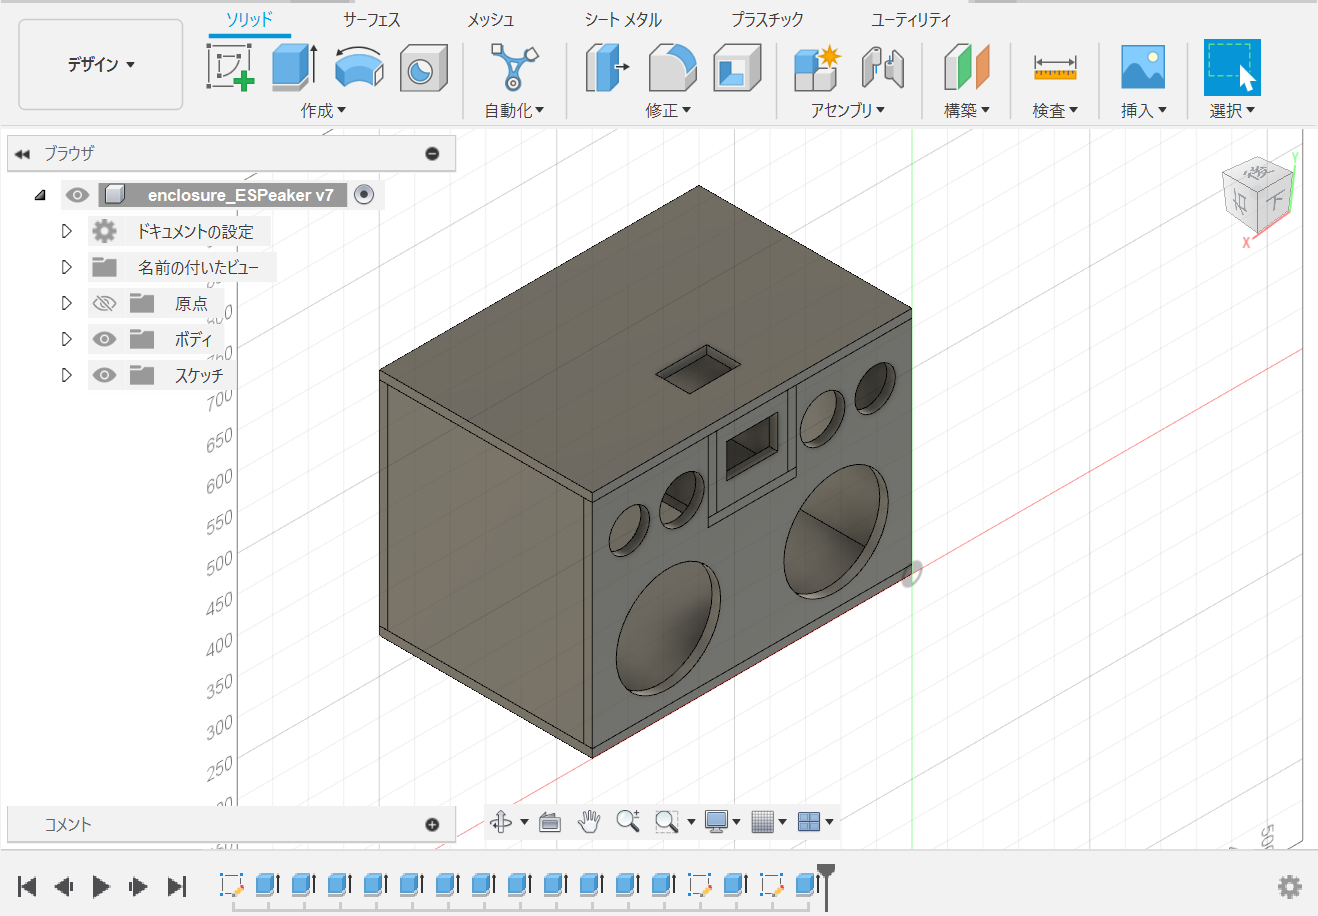 ソリッド
サーフェス
メッシュ
シート メタル
プラスチック
ユーティリティ
デザイン
作成
自動化
修正
アセンブリ
構築
検査
挿入
選択
ブラウザ
enclosure_ESPeaker v7
ドキュメントの設定
名前の付いたビュー
原点
ボディ
スケッチ
Y
X
下
700
650
600
550
500
450
400
350
300
250
コメント